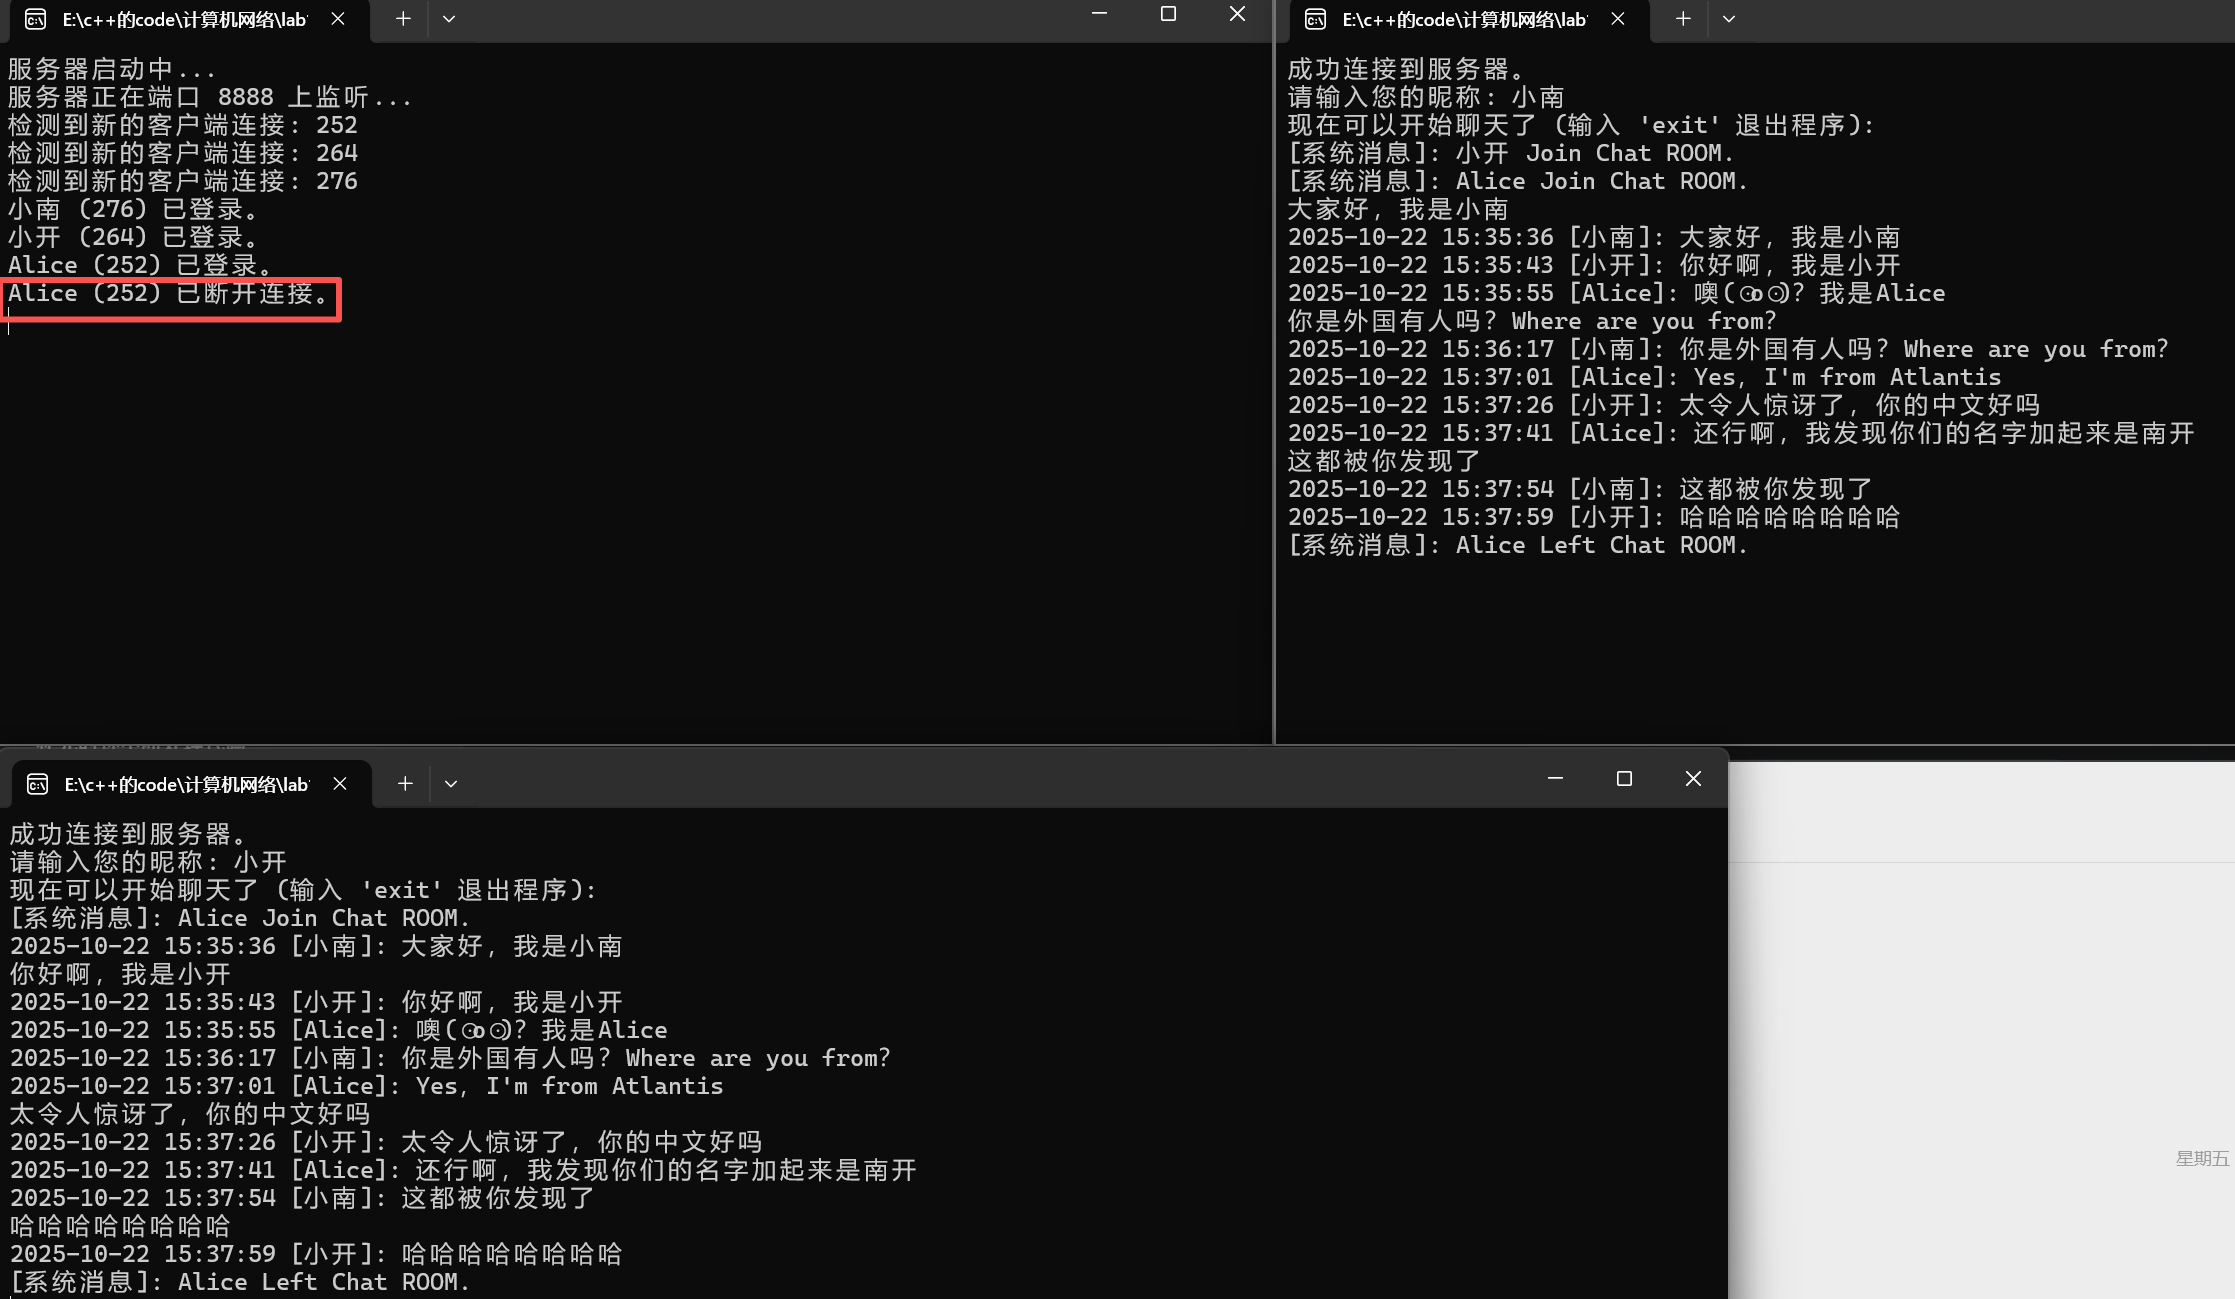 E:\c++的code\计算机网络\lab
服务器启动中...
服务器正在端口 8888 上监听...
检测到新的客户端连接: 252
检测到新的客户端连接: 264
检测到新的客户端连接: 276
小南 (276) 已登录。
小开 (264) 已登录。
Alice (252) 已登录。
Alice (252) 已断开连接。
E:\c++的code\计算机网络\lab
成功连接到服务器。
请输入您的昵称: 小南
现在可以开始聊天了 (输入 'exit' 退出程序):
[系统消息]: 小开 Join Chat ROOM.
[系统消息]: Alice Join Chat ROOM.
大家好，我是小南
2025-10-22 15:35:36 [小南]: 大家好，我是小南
2025-10-22 15:35:43 [小开]: 你好啊，我是小开
2025-10-22 15:35:55 [Alice]: 噢(⊙o⊙)？我是Alice
你是外国有人吗？Where are you from?
2025-10-22 15:36:17 [小南]: 你是外国有人吗？Where are you from?
2025-10-22 15:37:01 [Alice]: Yes, I'm from Atlantis
2025-10-22 15:37:26 [小开]: 太令人惊讶了，你的中文好吗
2025-10-22 15:37:41 [Alice]: 还行啊，我发现你们的名字加起来是南开
这都被你发现了
2025-10-22 15:37:54 [小南]: 这都被你发现了
2025-10-22 15:37:59 [小开]: 哈哈哈哈哈哈哈哈
[系统消息]: Alice Left Chat ROOM.
E:\c++的code\计算机网络\lab
成功连接到服务器。
请输入您的昵称: 小开
现在可以开始聊天了 (输入 'exit' 退出程序):
[系统消息]: Alice Join Chat ROOM.
2025-10-22 15:35:36 [小南]: 大家好，我是小南
你好啊，我是小开
2025-10-22 15:35:43 [小开]: 你好啊，我是小开
2025-10-22 15:35:55 [Alice]: 噢(⊙o⊙)？我是Alice
2025-10-22 15:36:17 [小南]: 你是外国有人吗？Where are you from?
2025-10-22 15:37:01 [Alice]: Yes, I'm from Atlantis
太令人惊讶了，你的中文好吗
2025-10-22 15:37:26 [小开]: 太令人惊讶了，你的中文好吗
2025-10-22 15:37:41 [Alice]: 还行啊，我发现你们的名字加起来是南开
2025-10-22 15:37:54 [小南]: 这都被你发现了
哈哈哈哈哈哈哈哈
2025-10-22 15:37:59 [小开]: 哈哈哈哈哈哈哈哈
[系统消息]: Alice Left Chat ROOM.
星期五